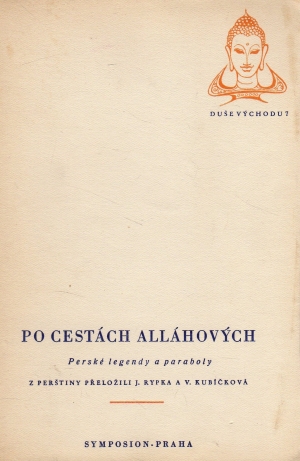 DUŠE VÝCHODU 7
PO CESTÁCH ALLÁHOVÝCH
Perské legendy a paraboly
Z PERŠTINY PŘELOŽILI J. RYPKA A V. KUBÍČKOVÁ
SYMPOSION-PRAHA